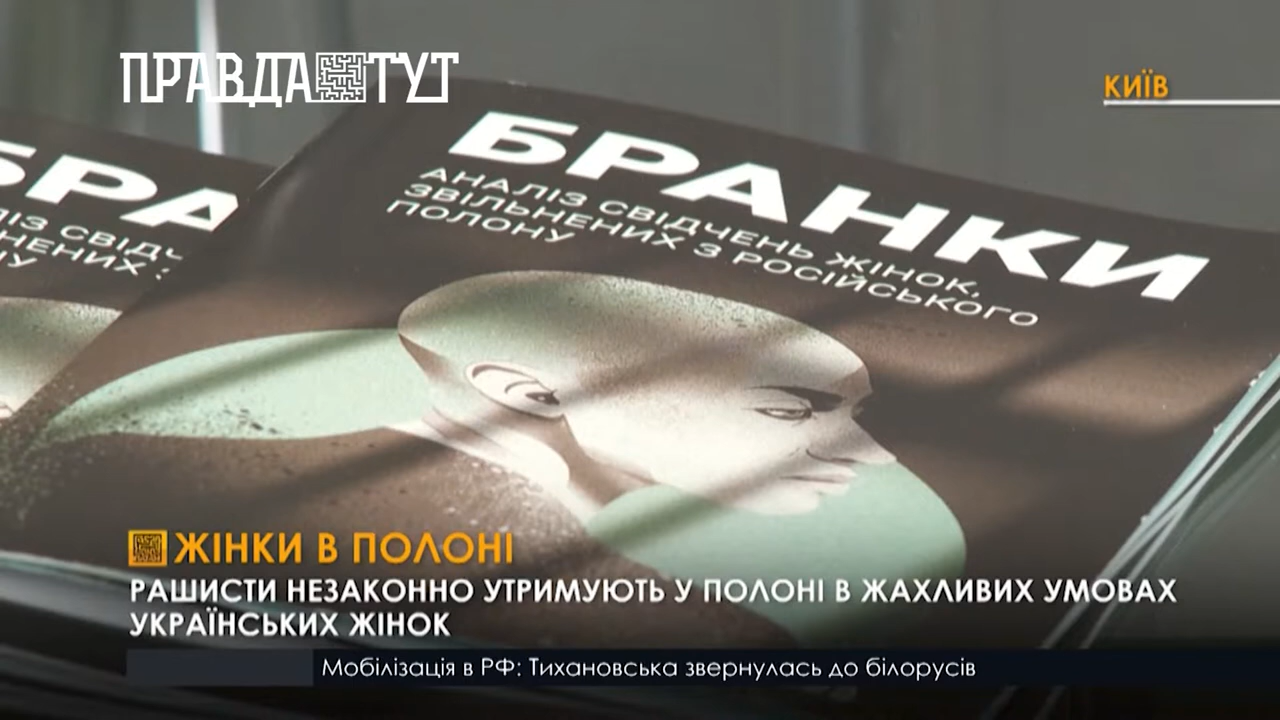 ПРАВДА ТУТ
КИЇВ
БРАНКИ
АНАЛІЗ СВІДЧЕНЬ ЖІНОК,
ЗВІЛЬНЕНИХ З РОСІЙСЬКОГО
ПОЛОНУ
ЖІНКИ В ПОЛОНІ
РАШИСТИ НЕЗАКОННО УТРИМУЮТЬ У ПОЛОНІ В ЖАХЛИВИХ УМОВАХ
УКРАЇНСЬКИХ ЖІНОК
Мобілізація в РФ: Тихановська звернулась до білорусів